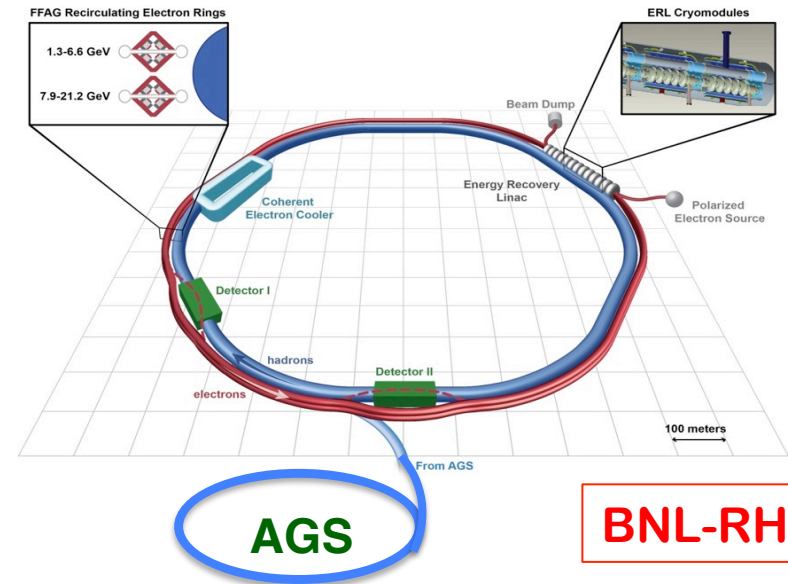 FFAG Recirculating Electron Rings
1.3-6.6 GeV
7.9-21.2 GeV
ERL Cryomodules
Beam Dump
Energy Recovery
Linac
Polarized
Electron Source
Coherent
Electron Cooler
Detector I
hadrons
electrons
Detector II
100 meters
From AGS
AGS
BNL-RH